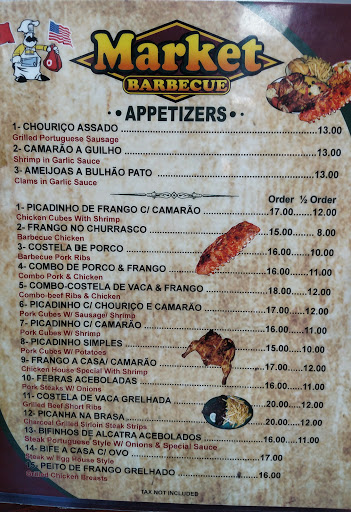 Market
BARBECUE
•• APPETIZERS ••
1- CHOURIÇO ASSADO 13.00
Grilled Portuguese Sausage
2- CAMARÃO A GUILHO 13.00
Shrimp in Garlic Sauce
3- AMEIJOAS A BULHÃO PATO 13.00
Clams in Garlic Sauce
Order ½ Order
1- PICADINHO DE FRANGO C/ CAMARÃO 17.00 12.00
Chicken Cubes With Shrimp
2- FRANGO NO CHURRASCO 15.00 8.00
Barbecue Chicken
3- COSTELA DE PORCO 16.00 10.00
Barbecue Pork Ribs
4- COMBO DE PORCO & FRANGO 16.00 11.00
Combo Pork & Chicken
5- COMBO-COSTELA DE VACA & FRANGO 18.00 12.00
Combo-beef Ribs & Chicken
6- PICADINHO C/ CHOURIÇO E CAMARÃO 17.00 12.00
Pork Cubes W/ Sausage/ Shrimp
7- PICADINHO C/ CAMARÃO 16.00 11.00
Pork Cubes W/ Shrimp
8- PICADINHO SIMPLES 15.00 10.00
Pork Cubes W/ Potatoes
9- FRANGO A CASA/ CAMARÃO 17.00 12.00
Chicken House Special With Shrimp
10- FEBRAS ACEBOLADAS 16.00 11.00
Pork Steaks W/ Onions
11- COSTELA DE VACA GRELHADA 20.00 12.00
Grilled Beef Short Ribs
12- PICANHA NA BRASA 20.00 12.00
Charcoal Grilled Sirloin Steak Strips
13- BIFINHOS DE ALCATRA ACEBOLADOS 16.00 11.00
Steak Portuguese Style W/ Onions & Special Sauce
14- BIFE A CASA C/ OVO 17.00
Steak w/ Egg House Style
15- PEITO DE FRANGO GRELHADO 16.00
Grilled Chicken Breasts
TAX NOT INCLUDED